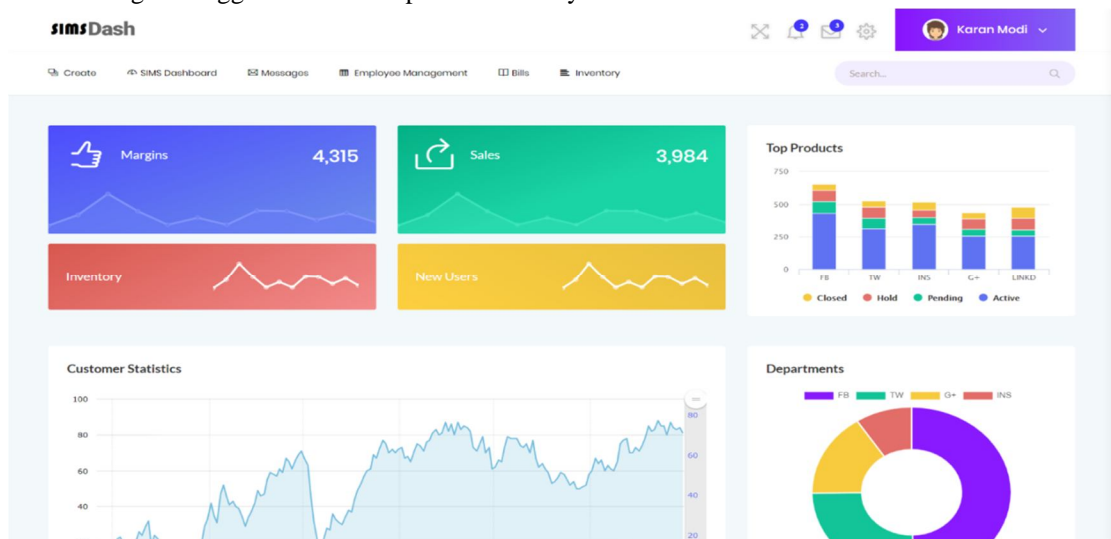 SIMSDash
2 3
Karan Modi
Create SIMS Dashboard Messages Employee Management Bills Inventory
Search...
Margins 4,315
Sales 3,984
Inventory
New Users
Top Products
750
500
250
0
FB TW INS G+ LINKD
Closed Hold Pending Active
Customer Statistics
100
80
60
40
80
60
40
20
Departments
FB TW G+ INS